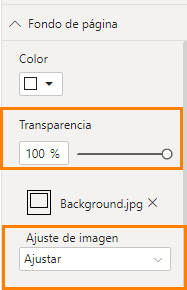 Fondo de página
Color
Transparencia
100 %
Background.jpg
Ajuste de imagen
Ajustar